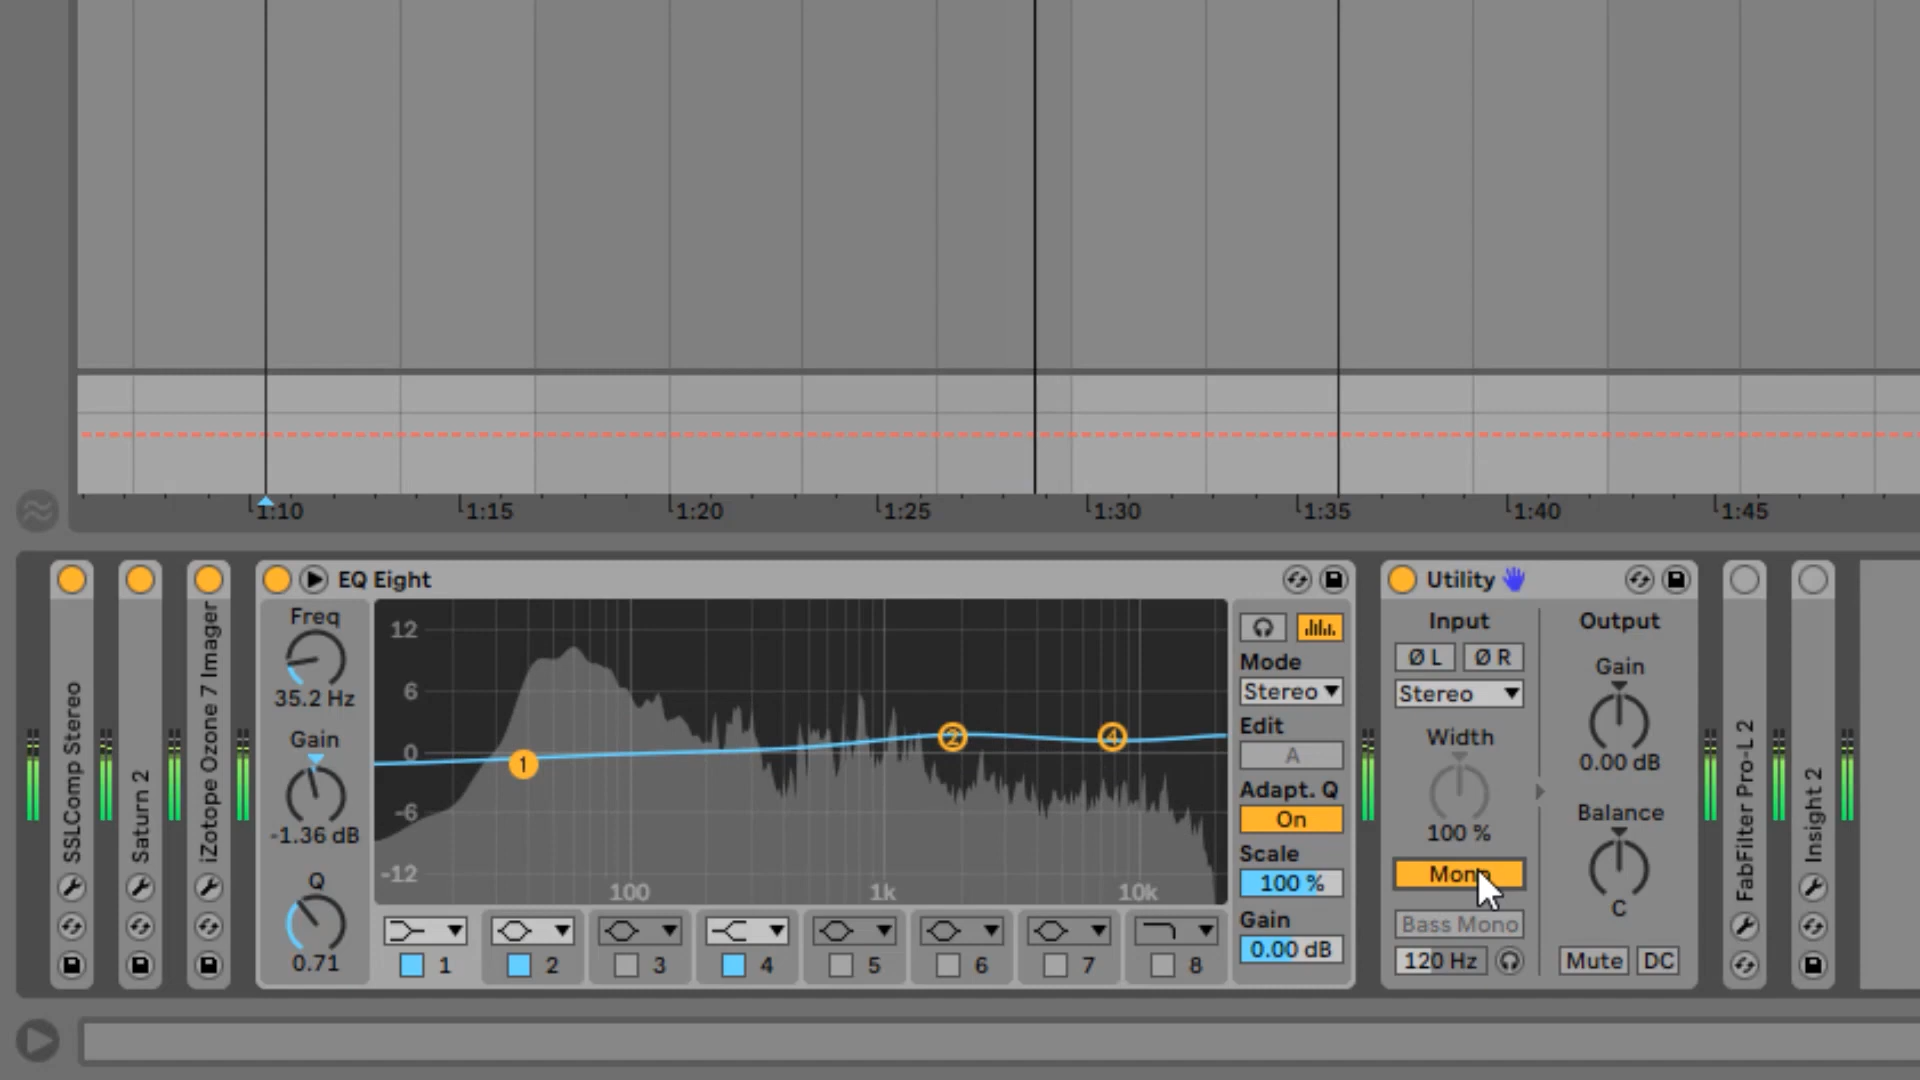 1:10 1:15 1:20 1:25 1:30 1:35 1:40 1:45
SSLComp Stereo
Saturn 2
iZotope Ozone 7 Imager
EQ Eight
Freq
35.2 Hz
Gain
-1.36 dB
Q
0.71
12
6
0
-6
-12
100 1k 10k
1
2
4
1 2 3 4 5 6 7 8
Mode
Stereo
Edit
A
Adapt. Q
On
Scale
100 %
Gain
0.00 dB
Utility
Input
Ø L Ø R
Stereo
Width
100 %
Mono
Bass Mono
120 Hz
Output
Gain
0.00 dB
Balance
C
Mute DC
FabFilter Pro-L 2
Insight 2